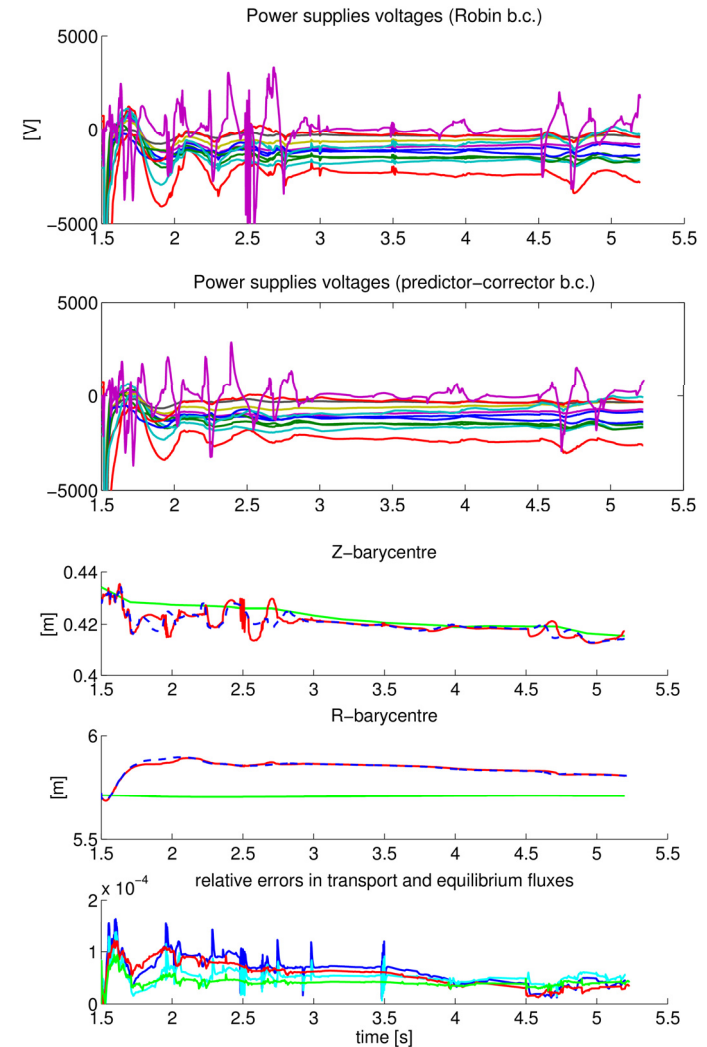 Power supplies voltages (Robin b.c.)
5000
[V]
0
−5000
1.5 2 2.5 3 3.5 4 4.5 5 5.5
Power supplies voltages (predictor−corrector b.c.)
5000
0
−5000
1.5 2 2.5 3 3.5 4 4.5 5 5.5
Z−barycentre
0.44
[m]
0.42
0.4
1.5 2 2.5 3 3.5 4 4.5 5 5.5
R−barycentre
6
[m]
5.5
1.5 2 2.5 3 3.5 4 4.5 5 5.5
relative errors in transport and equilibrium fluxes
x 10−4
2
1
0
1.5 2 2.5 3 3.5 4 4.5 5 5.5
time [s]